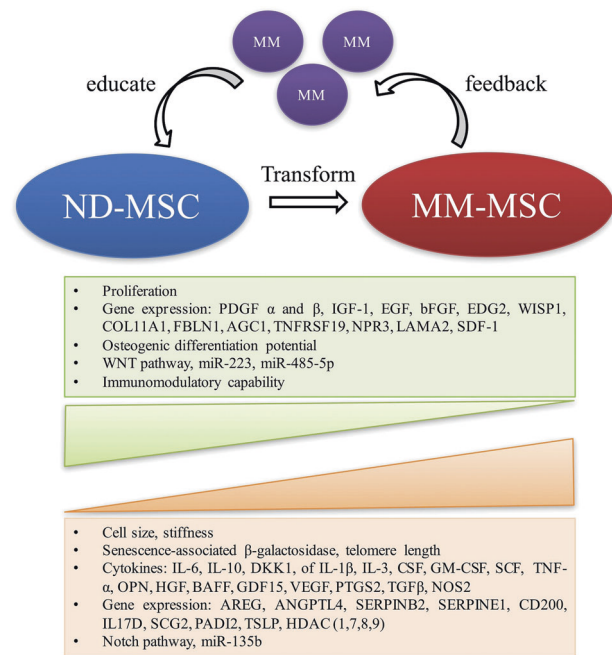 MM
MM
MM
educate
feedback
Transform
ND-MSC
MM-MSC
• Proliferation
• Gene expression: PDGF α and β, IGF-1, EGF, bFGF, EDG2, WISP1,
COL11A1, FBLN1, AGC1, TNFRSF19, NPR3, LAMA2, SDF-1
• Osteogenic differentiation potential
• WNT pathway, miR-223, miR-485-5p
• Immunomodulatory capability
• Cell size, stiffness
• Senescence-associated β-galactosidase, telomere length
• Cytokines: IL-6, IL-10, DKK1, of IL-1β, IL-3, CSF, GM-CSF, SCF, TNF-
α, OPN, HGF, BAFF, GDF15, VEGF, PTGS2, TGFβ, NOS2
• Gene expression: AREG, ANGPTL4, SERPINB2, SERPINE1, CD200,
IL17D, SCG2, PADI2, TSLP, HDAC (1,7,8,9)
• Notch pathway, miR-135b